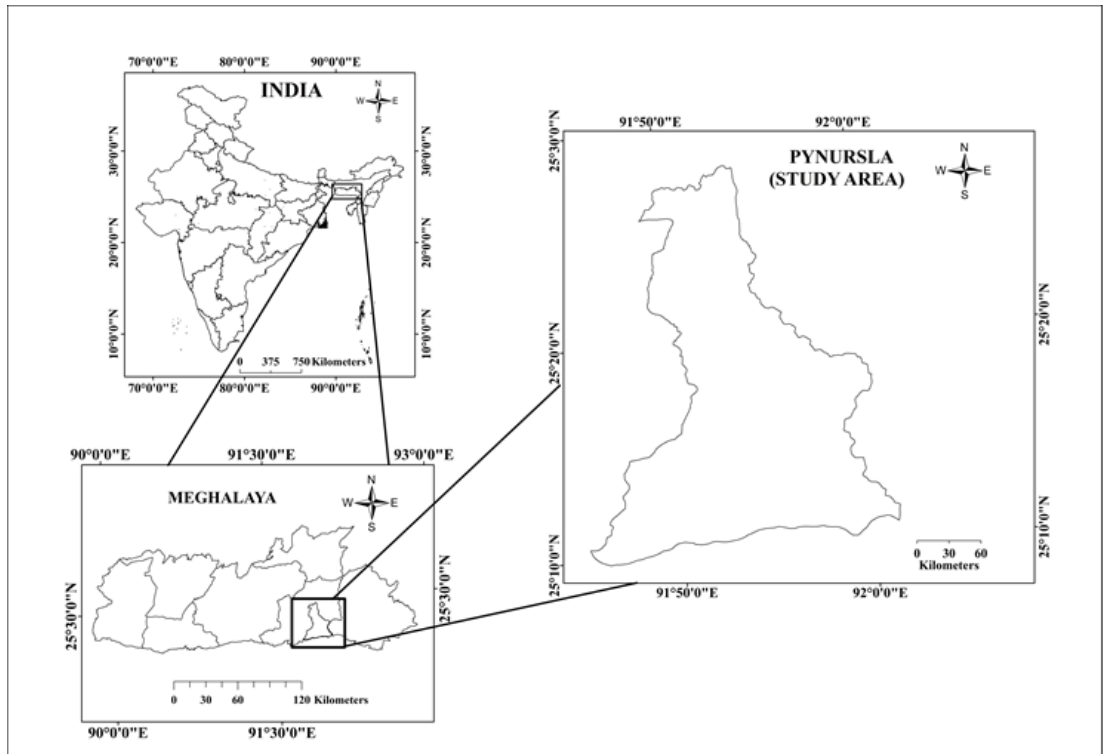 70°0'0"E 80°0'0"E 90°0'0"E
INDIA
N
W E
S
30°0'0"N 30°0'0"N
20°0'0"N 20°0'0"N
10°0'0"N 10°0'0"N
0 375 750 Kilometers
70°0'0"E 80°0'0"E 90°0'0"E
91°50'0"E 92°0'0"E
25°30'0"N
PYNURSLA
(STUDY AREA)
N
W E
S
25°20'0"N 25°20'0"N
25°10'0"N 25°10'0"N
0 30 60
Kilometers
91°50'0"E 92°0'0"E
90°0'0"E 91°30'0"E 93°0'0"E
MEGHALAYA
N
W E
S
25°30'0"N 25°30'0"N
0 30 60 120 Kilometers
90°0'0"E 91°30'0"E